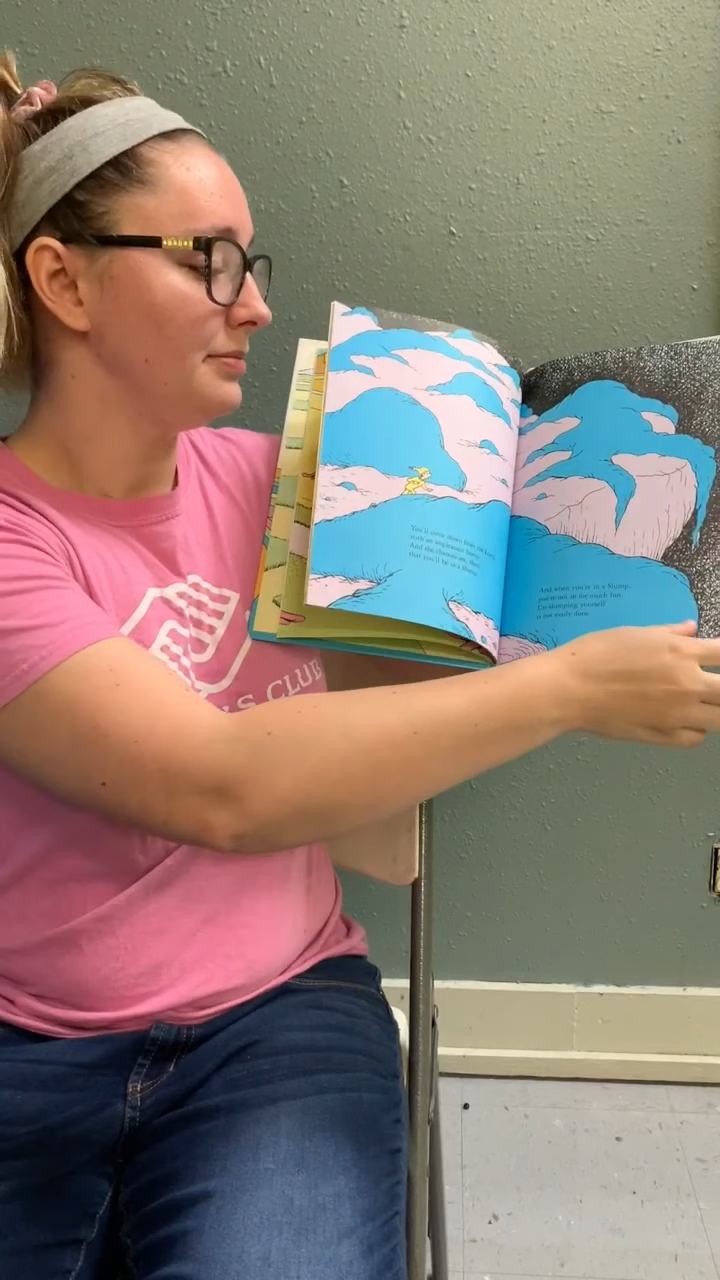 You'll come down from the Lurch
with an unpleasant bump.
And the chances are, then,
that you'll be in a Slump.
And when you're in a Slump,
you're not in for much fun.
Un-slumping yourself
is not easily done.
S CLUB